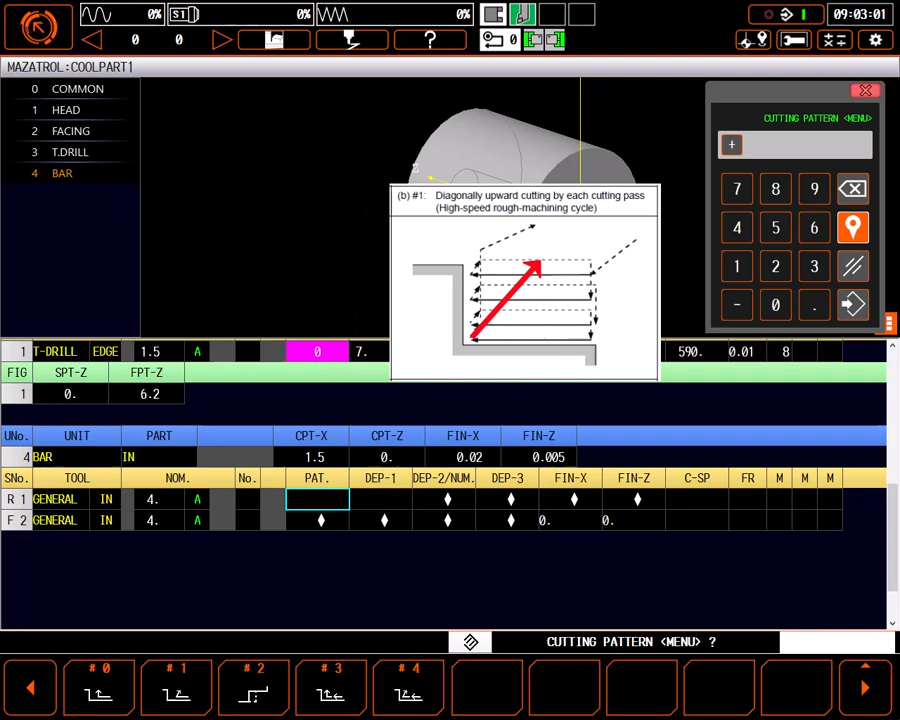 0% S1 0% 0% 09:03:01
0 0 ? 0
MAZATROL:COOLPART1
0 COMMON
1 HEAD
2 FACING
3 T.DRILL
4 BAR
CUTTING PATTERN <MENU>
+
7 8 9
4 5 6
1 2 3
- 0 .
(b) #1: Diagonally upward cutting by each cutting pass
(High-speed rough-machining cycle)
1 T-DRILL EDGE 1.5 A 0 7. 590. 0.01 8
FIG SPT-Z FPT-Z
1 0. 6.2
UNo. UNIT PART CPT-X CPT-Z FIN-X FIN-Z
4 BAR IN 1.5 0. 0.02 0.005
SNo. TOOL NOM. No. PAT. DEP-1 DEP-2/NUM. DEP-3 FIN-X FIN-Z C-SP FR M M M
R 1 GENERAL IN 4. A ♦ ♦ ♦ ♦
F 2 GENERAL IN 4. A ♦ ♦ ♦ ♦ 0. 0.
CUTTING PATTERN <MENU> ?
# 0 # 1 # 2 # 3 # 4